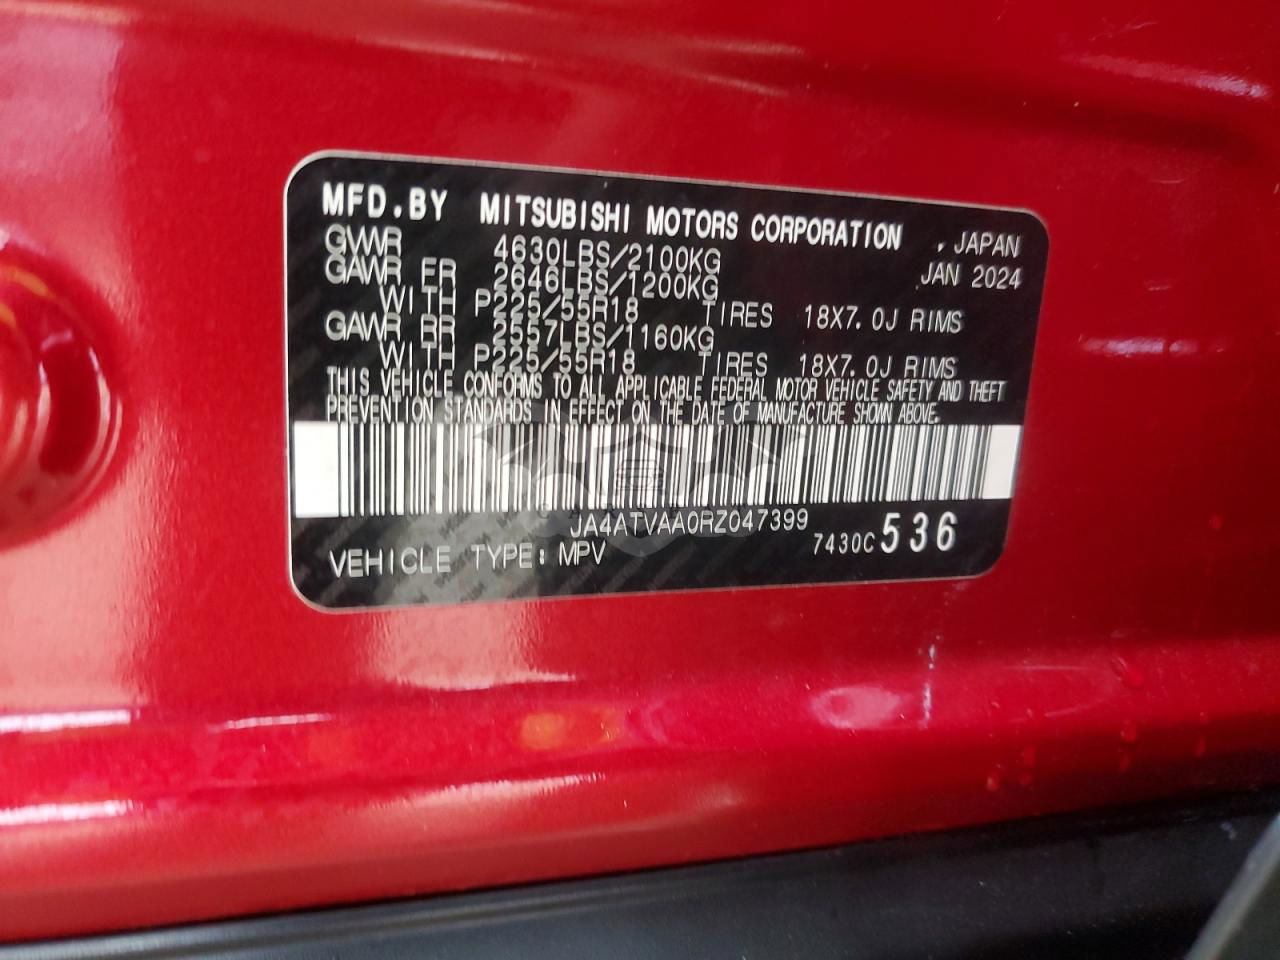 MFD.BY MITSUBISHI MOTORS CORPORATION , JAPAN
GVWR 4630LBS/2100KG JAN 2024
GAWR FR 2646LBS/1200KG
WITH P225/55R18 TIRES 18X7.0J RIMS
GAWR RR 2557LBS/1160KG
WITH P225/55R18 TIRES 18X7.0J RIMS
THIS VEHICLE CONFORMS TO ALL APPLICABLE FEDERAL MOTOR VEHICLE SAFETY AND THEFT
PREVENTION STANDARDS IN EFFECT ON THE DATE OF MANUFACTURE SHOWN ABOVE.
JA4ATVAA0RZ047399
VEHICLE TYPE: MPV 7430C 536